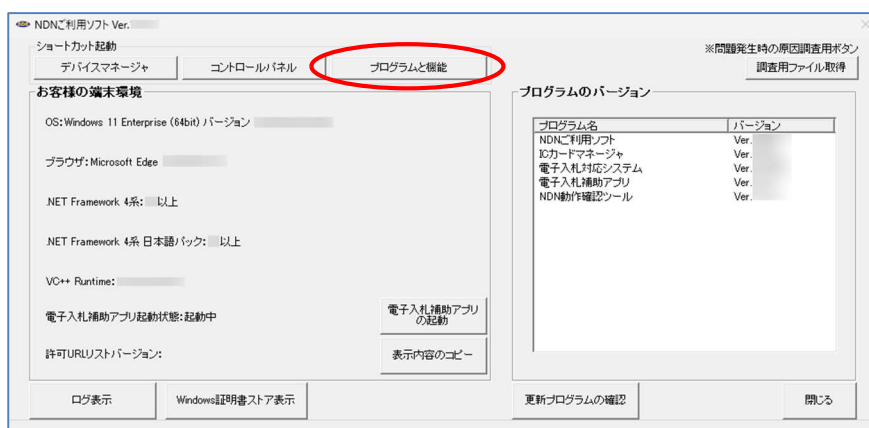 NDNご利用ソフト Ver.
ショートカット起動
デバイスマネージャ
コントロールパネル
プログラムと機能
※問題発生時の原因調査用ボタン
調査用ファイル取得
お客様の端末環境
OS:Windows 11 Enterprise (64bit) バージョン
ブラウザ:Microsoft Edge
.NET Framework 4系: 以上
.NET Framework 4系 日本語パック: 以上
VC++ Runtime:
電子入札補助アプリ起動状態:起動中
電子入札補助アプリ
の起動
許可URLリストバージョン:
表示内容のコピー
プログラムのバージョン
プログラム名 バージョン
NDNご利用ソフト Ver.
ICカードマネージャ Ver.
電子入札対応システム Ver.
電子入札補助アプリ Ver.
NDN動作確認ツール Ver.
ログ表示
Windows証明書ストア表示
更新プログラムの確認
閉じる